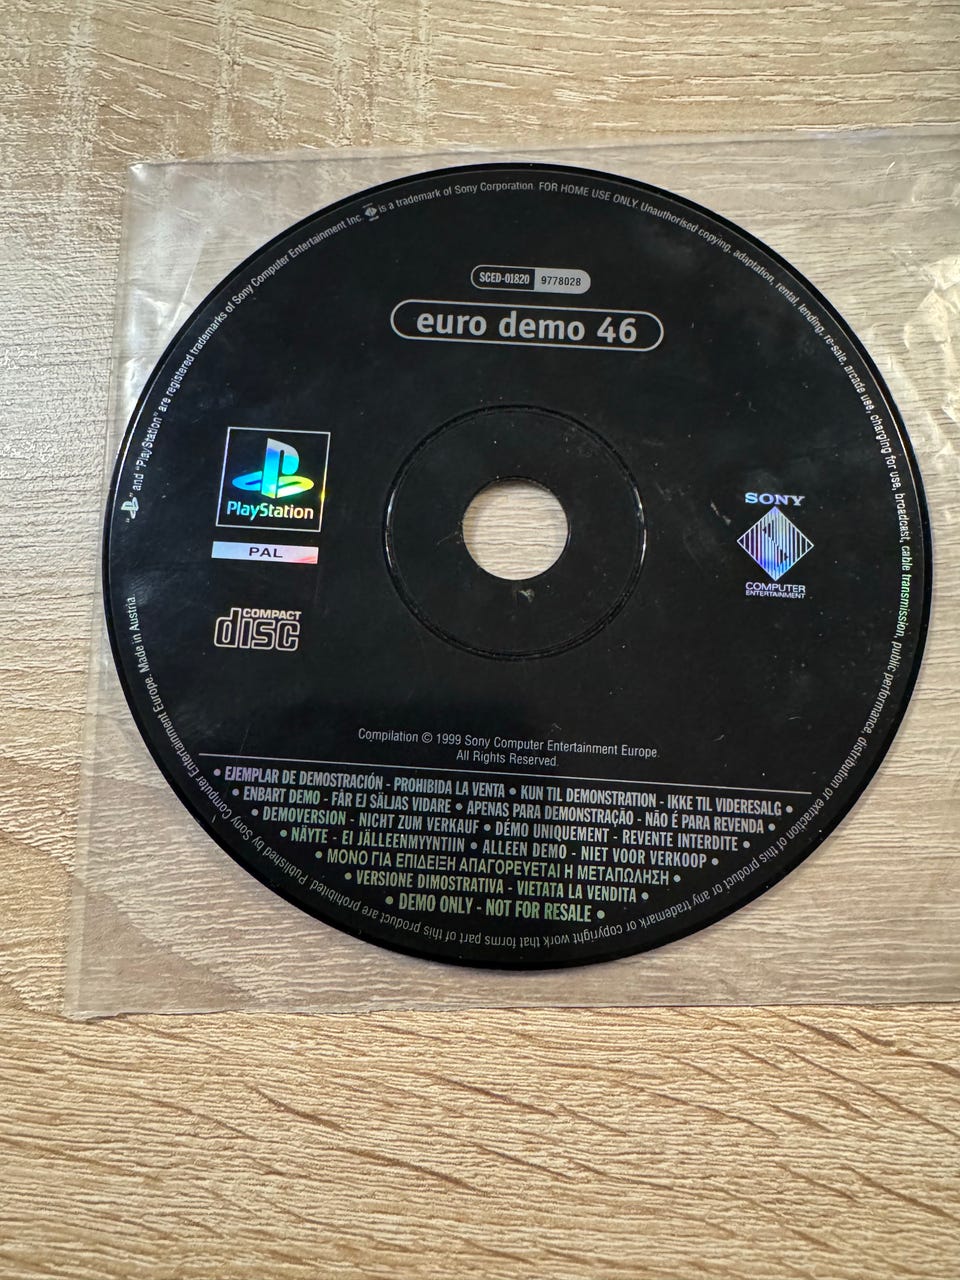 SCED-01820 9778028
euro demo 46
PlayStation
PAL
COMPACT
disc
SONY
COMPUTER
ENTERTAINMENT
Compilation © 1999 Sony Computer Entertainment Europe.
All Rights Reserved.
• EJEMPLAR DE DEMOSTRACIÓN - PROHIBIDA LA VENTA • KUN TIL DEMONSTRATION - IKKE TIL VIDERESALG •
• ENBART DEMO - FÅR EJ SÄLJAS VIDARE • APENAS PARA DEMONSTRAÇÃO - NÃO É PARA REVENDA •
• DEMOVERSION - NICHT ZUM VERKAUF • DÉMO UNIQUEMENT - REVENTE INTERDITE •
• NÄYTE - EI JÄLLEENMYYNTIIN • ALLEEN DEMO - NIET VOOR VERKOOP •
• ΜΟΝΟ ΓΙΑ ΕΠΙΔΕΙΞΗ ΑΠΑΓΟΡΕΥΕΤΑΙ Η ΜΕΤΑΠΩΛΗΣΗ •
• VERSIONE DIMOSTRATIVA - VIETATA LA VENDITA •
• DEMO ONLY - NOT FOR RESALE •
" " and "PlayStation" are registered trademarks of Sony Computer Entertainment Inc. is a trademark of Sony Corporation. FOR HOME USE ONLY. Unauthorised copying, adaptation, rental, lending, re-sale, arcade use, charging for use, broadcast, cable transmission, public performance, distribution or extraction of this product or any trademark or copyright work that forms part of this product are prohibited. Published by Sony Computer Entertainment Europe. Made in Austria.